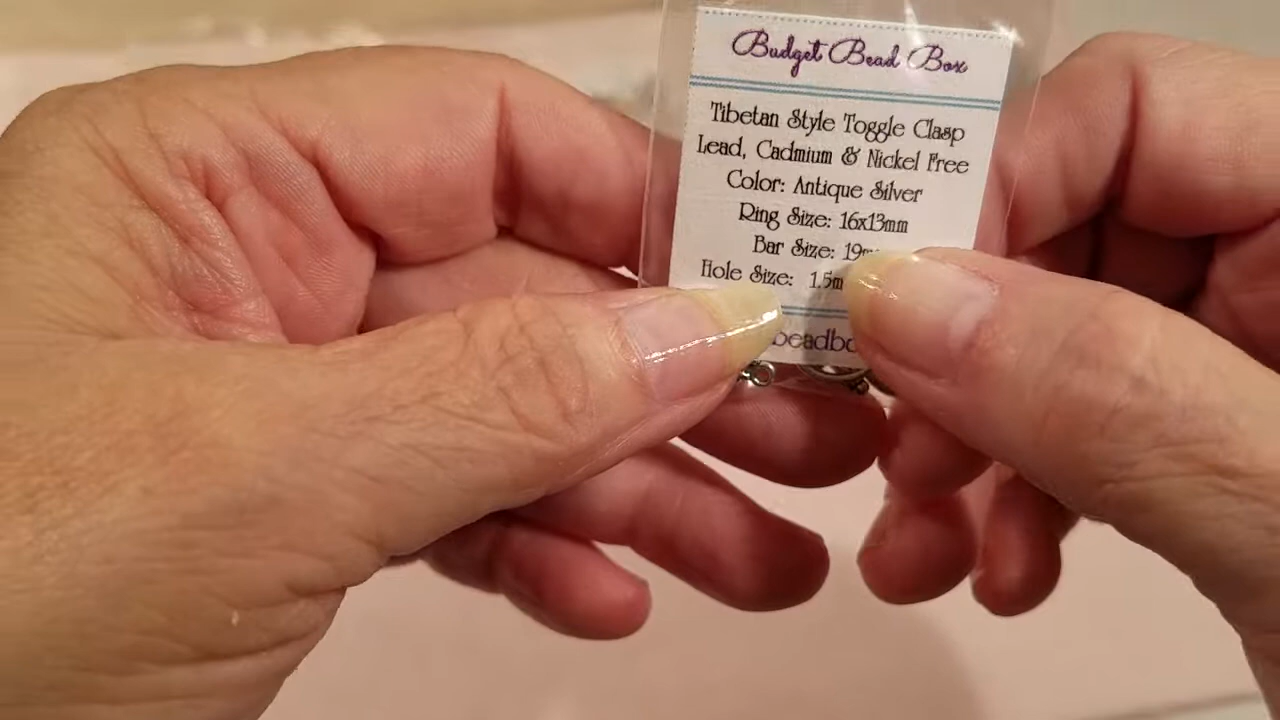 Budget Bead Box
Tibetan Style Toggle Clasp
Lead, Cadmium & Nickel Free
Color: Antique Silver
Ring Size: 16x13mm
Bar Size:
Hole Size: